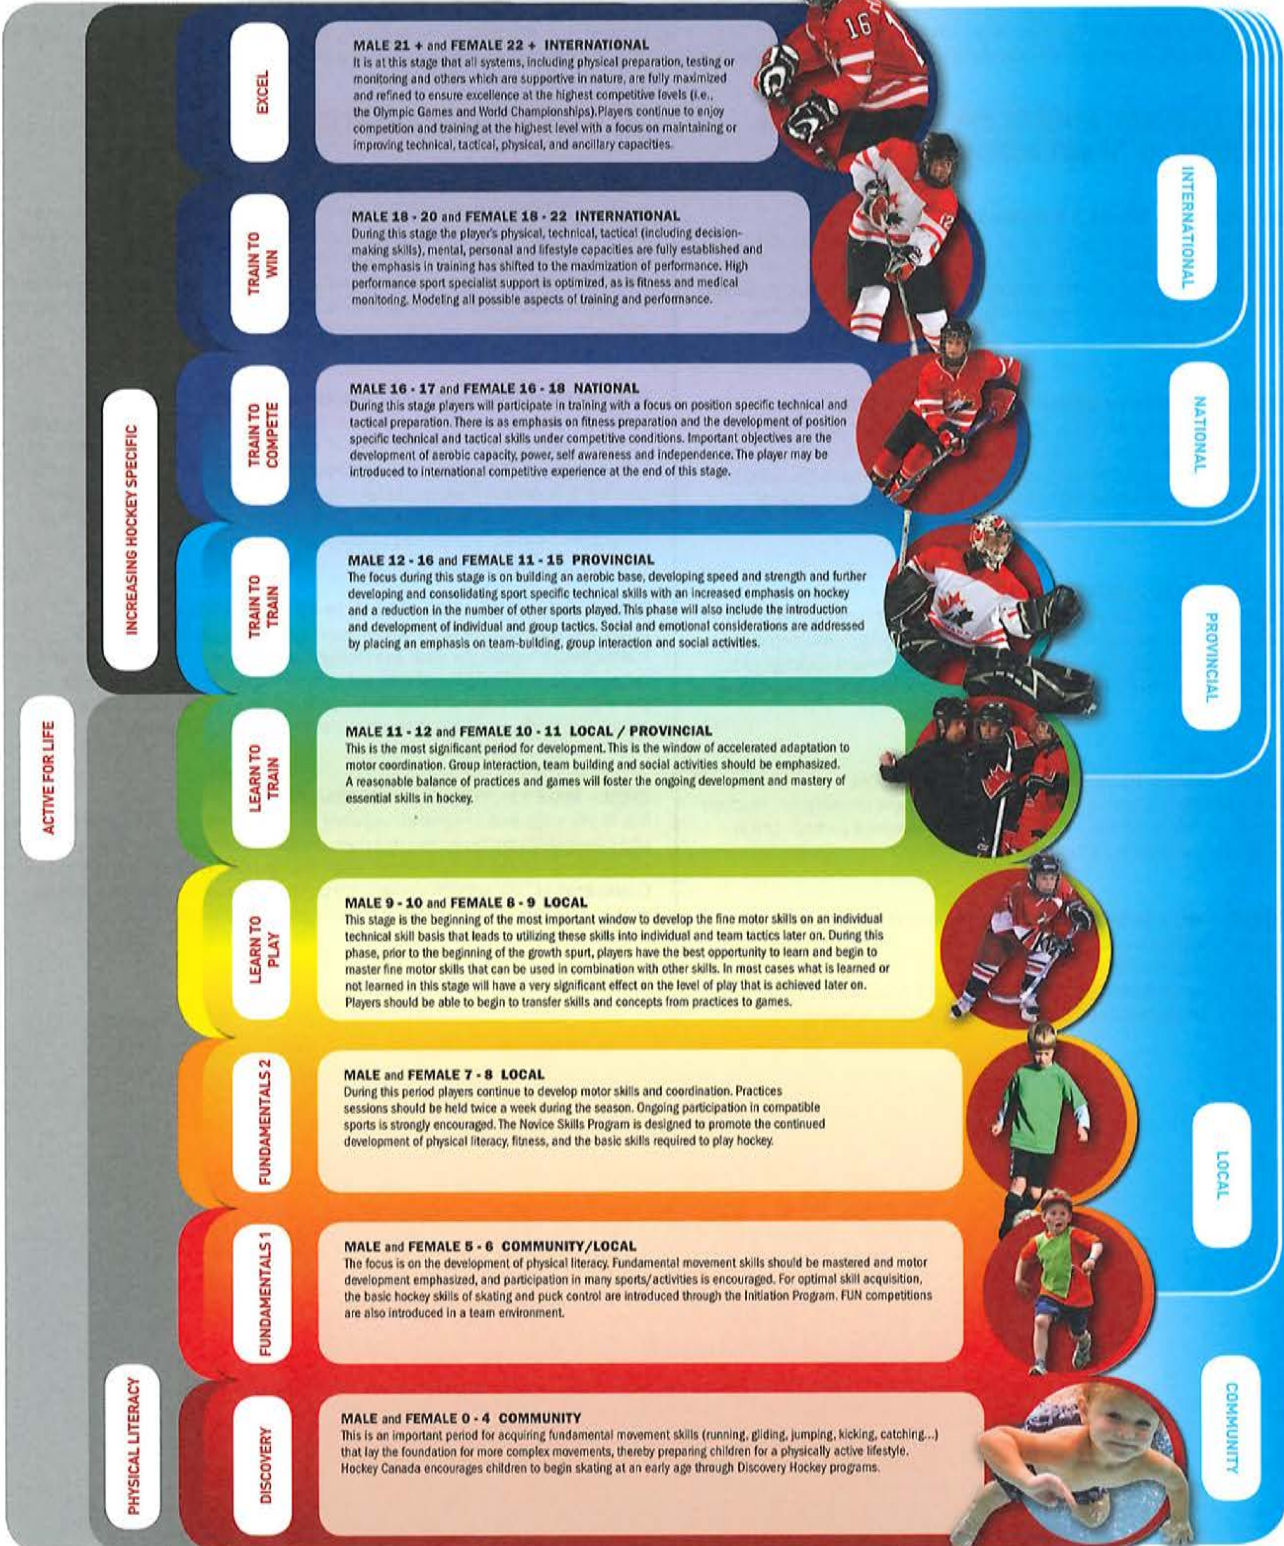 EXCEL
MALE 21 + and FEMALE 22 + INTERNATIONAL
It is at this stage that all systems, including physical preparation, testing or
monitoring and others which are supportive in nature, are fully maximized
and refined to ensure excellence at the highest competitive levels (i.e.,
the Olympic Games and World Championships).Players continue to enjoy
competition and training at the highest level with a focus on maintaining or
improving technical, tactical, physical, and ancillary capacities.
16
INTERNATIONAL
TRAIN TO
WIN
MALE 18 - 20 and FEMALE 18 - 22 INTERNATIONAL
During this stage the player's physical, technical, tactical (including decision-
making skills), mental, personal and lifestyle capacities are fully established and
the emphasis in training has shifted to the maximization of performance. High
performance sport specialist support is optimized, as is fitness and medical
monitoring. Modeling all possible aspects of training and performance.
12
TRAIN TO
COMPETE
MALE 16 - 17 and FEMALE 16 - 18 NATIONAL
During this stage players will participate in training with a focus on position specific technical and
tactical preparation. There is as emphasis on fitness preparation and the development of position
specific technical and tactical skills under competitive conditions. Important objectives are the
development of aerobic capacity, power, self awareness and independence. The player may be
introduced to international competitive experience at the end of this stage.
NATIONAL
INCREASING HOCKEY SPECIFIC
TRAIN TO
TRAIN
MALE 12 - 16 and FEMALE 11 - 15 PROVINCIAL
The focus during this stage is on building an aerobic base, developing speed and strength and further
developing and consolidating sport specific technical skills with an increased emphasis on hockey
and a reduction in the number of other sports played. This phase will also include the introduction
and development of individual and group tactics. Social and emotional considerations are addressed
by placing an emphasis on team-building, group interaction and social activities.
PROVINCIAL
ACTIVE FOR LIFE
LEARN TO
TRAIN
MALE 11 - 12 and FEMALE 10 - 11 LOCAL / PROVINCIAL
This is the most significant period for development. This is the window of accelerated adaptation to
motor coordination. Group interaction, team building and social activities should be emphasized.
A reasonable balance of practices and games will foster the ongoing development and mastery of
essential skills in hockey.
LEARN TO
PLAY
MALE 9 - 10 and FEMALE 8 - 9 LOCAL
This stage is the beginning of the most important window to develop the fine motor skills on an individual
technical skill basis that leads to utilizing these skills into individual and team tactics later on. During this
phase, prior to the beginning of the growth spurt, players have the best opportunity to learn and begin to
master fine motor skills that can be used in combination with other skills. In most cases what is learned or
not learned in this stage will have a very significant effect on the level of play that is achieved later on.
Players should be able to begin to transfer skills and concepts from practices to games.
FUNDAMENTALS 2
MALE and FEMALE 7 - 8 LOCAL
During this period players continue to develop motor skills and coordination. Practices
sessions should be held twice a week during the season. Ongoing participation in compatible
sports is strongly encouraged. The Novice Skills Program is designed to promote the continued
development of physical literacy, fitness, and the basic skills required to play hockey.
LOCAL
FUNDAMENTALS 1
MALE and FEMALE 5 - 6 COMMUNITY/LOCAL
The focus is on the development of physical literacy. Fundamental movement skills should be mastered and motor
development emphasized, and participation in many sports/activities is encouraged. For optimal skill acquisition,
the basic hockey skills of skating and puck control are introduced through the Initiation Program. FUN competitions
are also introduced in a team environment.
PHYSICAL LITERACY
DISCOVERY
MALE and FEMALE 0 - 4 COMMUNITY
This is an important period for acquiring fundamental movement skills (running, gliding, jumping, kicking, catching...)
that lay the foundation for more complex movements, thereby preparing children for a physically active lifestyle.
Hockey Canada encourages children to begin skating at an early age through Discovery Hockey programs.
COMMUNITY